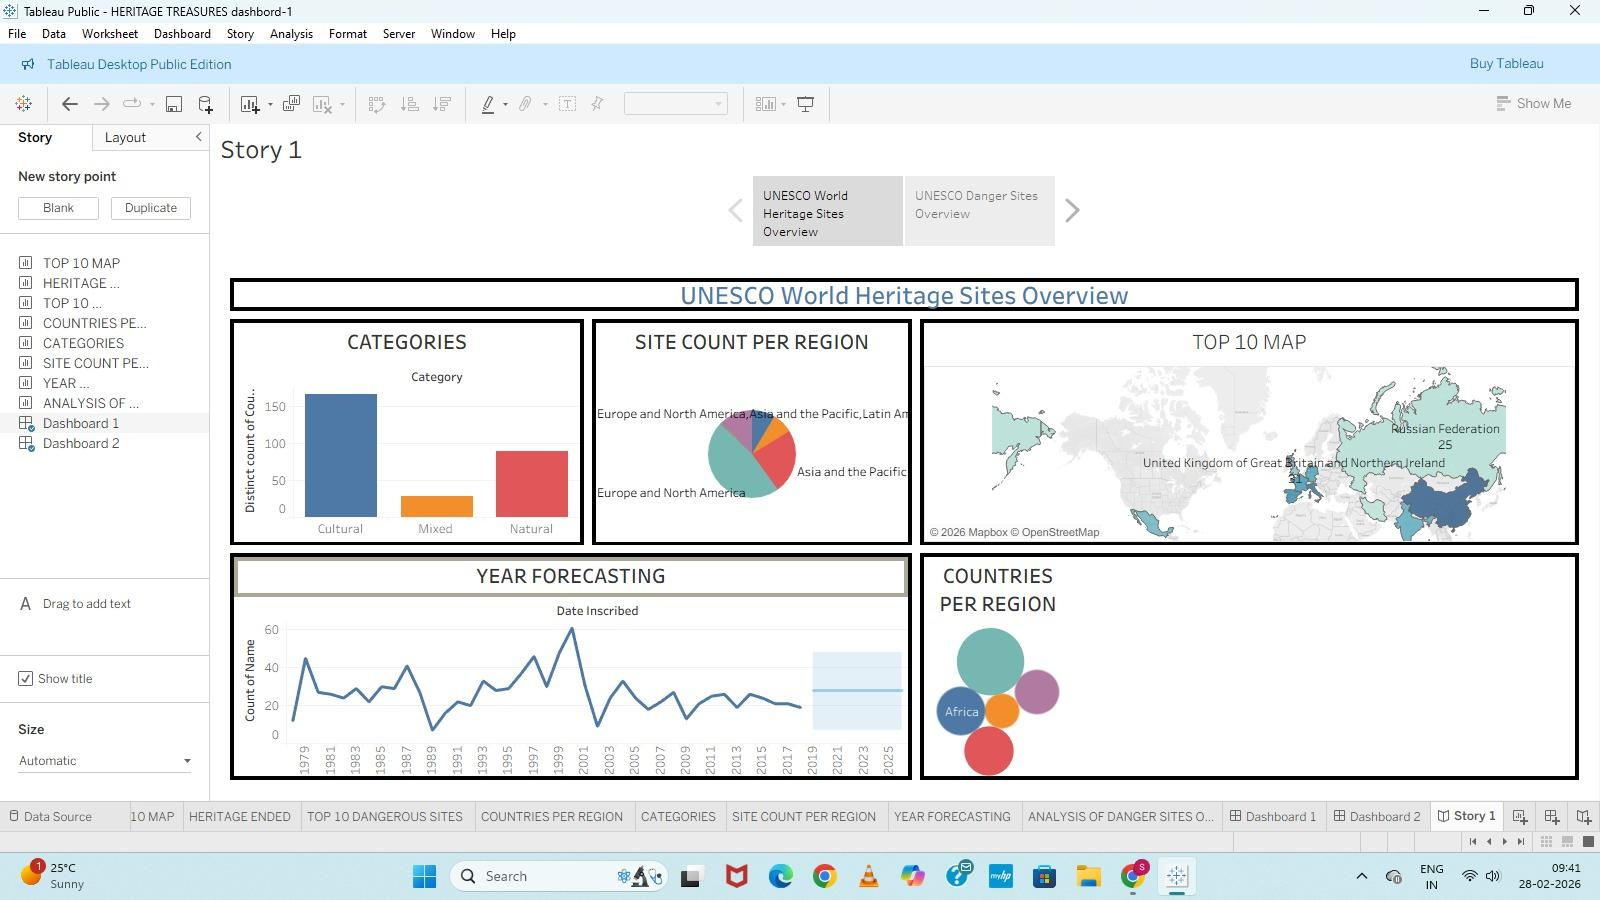 Tableau Public - HERITAGE TREASURES dashbord-1
File Data Worksheet Dashboard Story Analysis Format Server Window Help
Tableau Desktop Public Edition
Buy Tableau
Show Me
Story Layout
New story point
Blank Duplicate
TOP 10 MAP
HERITAGE ...
TOP 10 ...
COUNTRIES PE...
CATEGORIES
SITE COUNT PE...
YEAR ...
ANALYSIS OF ...
Dashboard 1
Dashboard 2
A Drag to add text
Show title
Size
Automatic
Story 1
UNESCO World
Heritage Sites
Overview
UNESCO Danger Sites
Overview
UNESCO World Heritage Sites Overview
CATEGORIES
Category
Distinct count of Cou..
150
100
50
0
Cultural Mixed Natural
SITE COUNT PER REGION
Europe and North America,Asia and the Pacific,Latin Am
Asia and the Pacific
Europe and North America
TOP 10 MAP
Russian Federation
25
United Kingdom of Great Britain and Northern Ireland
31
© 2026 Mapbox © OpenStreetMap
YEAR FORECASTING
Date Inscribed
Count of Name
60
40
20
0
1979 1981 1983 1985 1987 1989 1991 1993 1995 1997 1999 2001 2003 2005 2007 2009 2011 2013 2015 2017 2019 2021 2023 2025
COUNTRIES
PER REGION
Africa
Data Source 10 MAP HERITAGE ENDED TOP 10 DANGEROUS SITES COUNTRIES PER REGION CATEGORIES SITE COUNT PER REGION YEAR FORECASTING ANALYSIS OF DANGER SITES O... Dashboard 1 Dashboard 2 Story 1
1
25°C
Sunny
Search
myhp
S
ENG
IN
09:41
28-02-2026